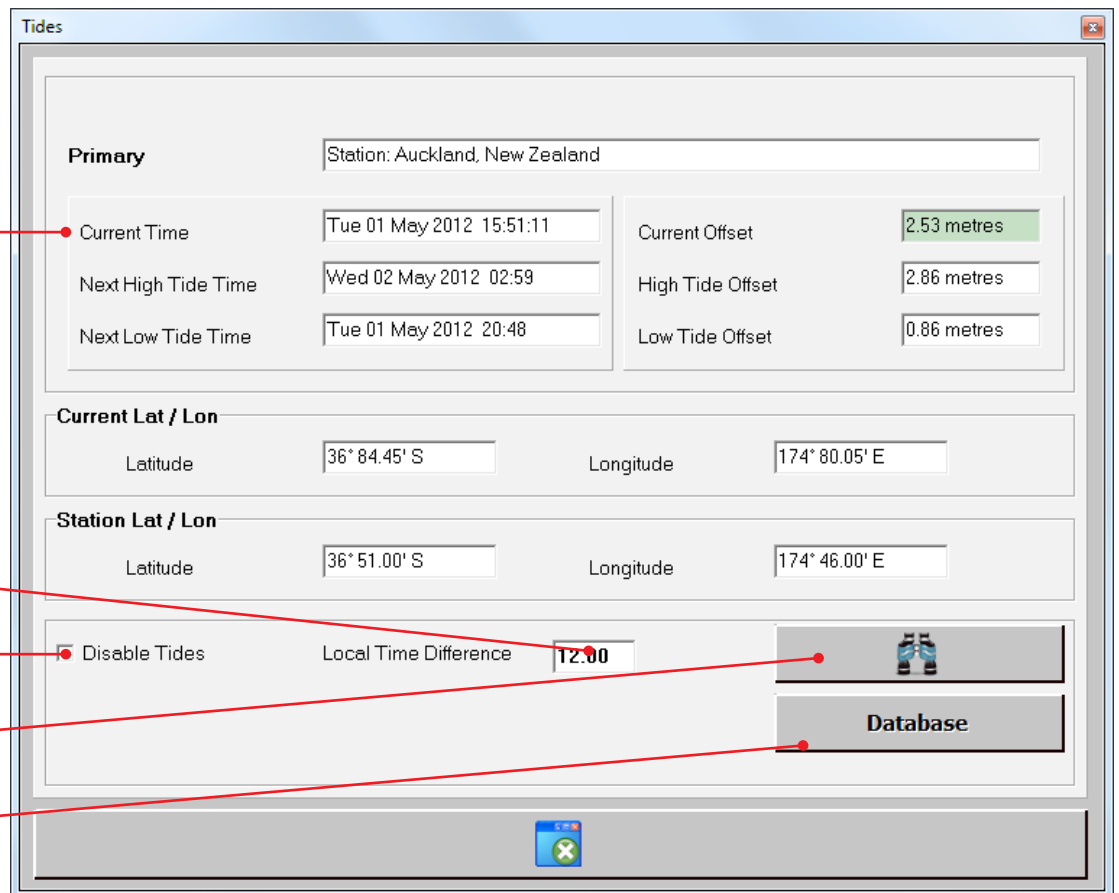 Tides
Primary Station: Auckland, New Zealand
Current Time Tue 01 May 2012 15:51:11 Current Offset 2.53 metres
Next High Tide Time Wed 02 May 2012 02:59 High Tide Offset 2.86 metres
Next Low Tide Time Tue 01 May 2012 20:48 Low Tide Offset 0.86 metres
Current Lat / Lon
Latitude 36° 84.45' S Longitude 174° 80.05' E
Station Lat / Lon
Latitude 36° 51.00' S Longitude 174° 46.00' E
Disable Tides Local Time Difference 12.00
Database